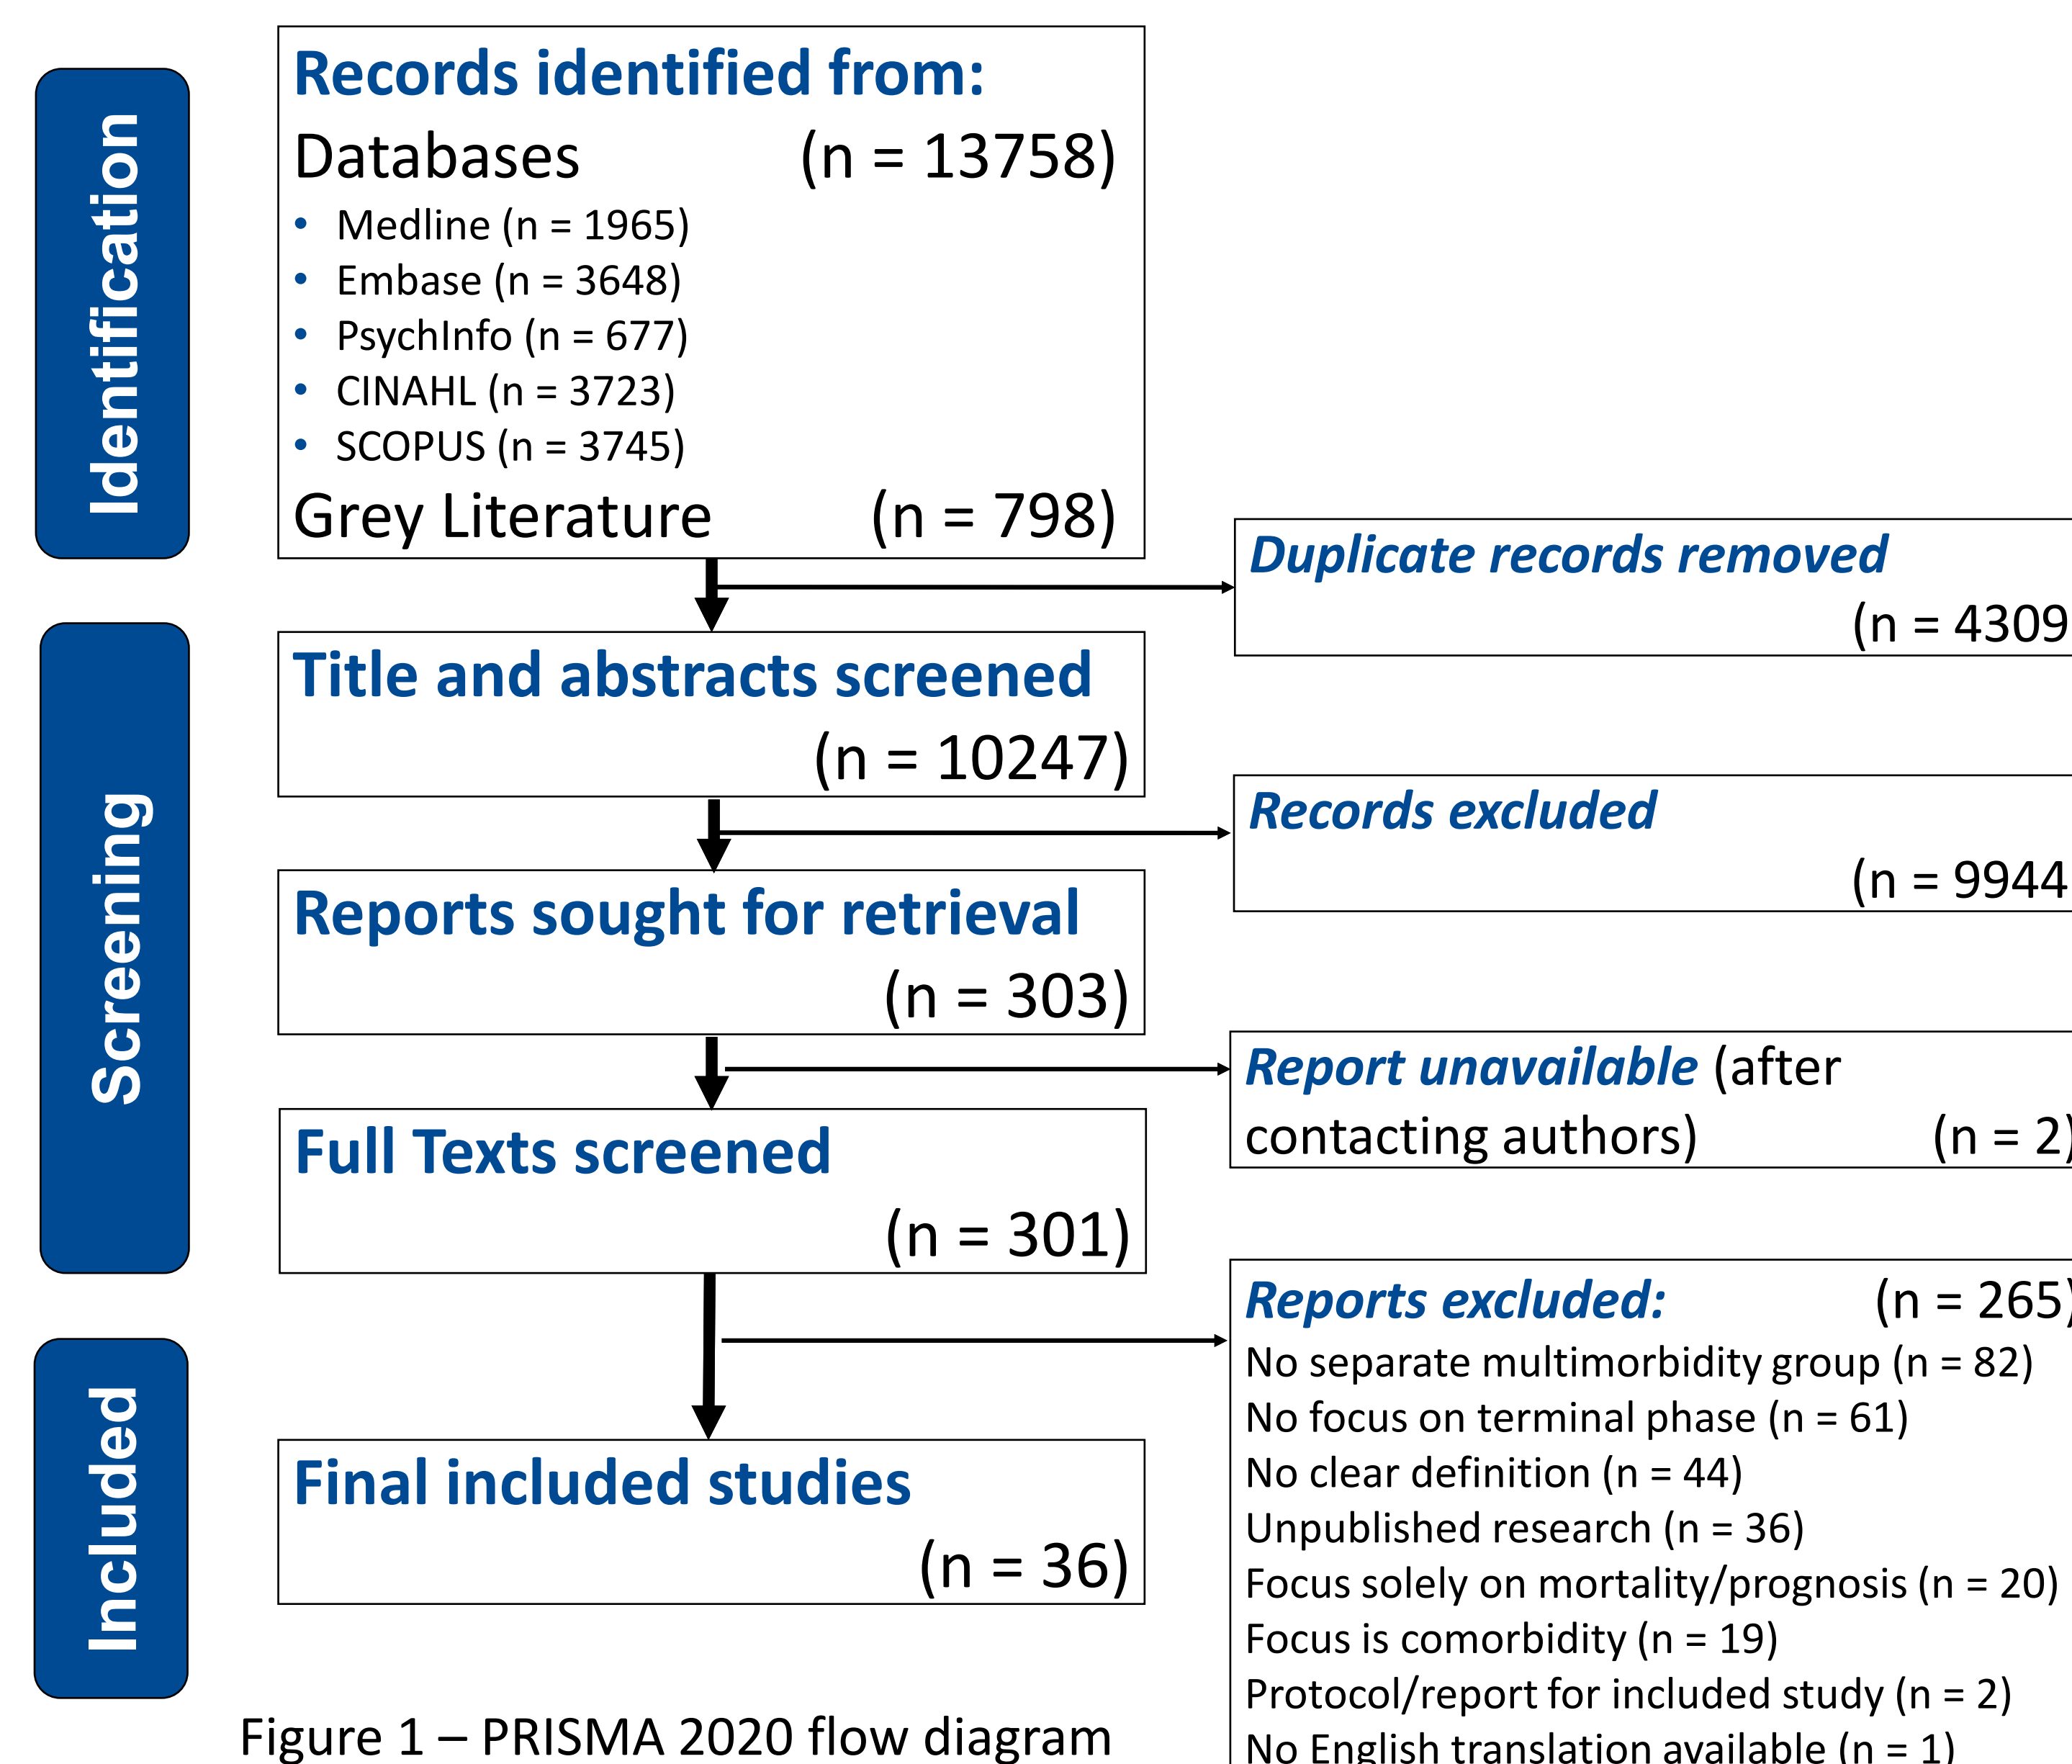 Identification
Records identified from:
Databases (n = 13758)
• Medline (n = 1965)
• Embase (n = 3648)
• PsychInfo (n = 677)
• CINAHL (n = 3723)
• SCOPUS (n = 3745)
Grey Literature (n = 798)
Duplicate records removed
(n = 4309
Screening
Title and abstracts screened
(n = 10247)
Records excluded
(n = 9944
Reports sought for retrieval
(n = 303)
Report unavailable (after
contacting authors) (n = 2)
Full Texts screened
(n = 301)
Reports excluded: (n = 265)
No separate multimorbidity group (n = 82)
No focus on terminal phase (n = 61)
No clear definition (n = 44)
Unpublished research (n = 36)
Focus solely on mortality/prognosis (n = 20)
Focus is comorbidity (n = 19)
Protocol/report for included study (n = 2)
No English translation available (n = 1)
Included
Final included studies
(n = 36)
Figure 1 – PRISMA 2020 flow diagram